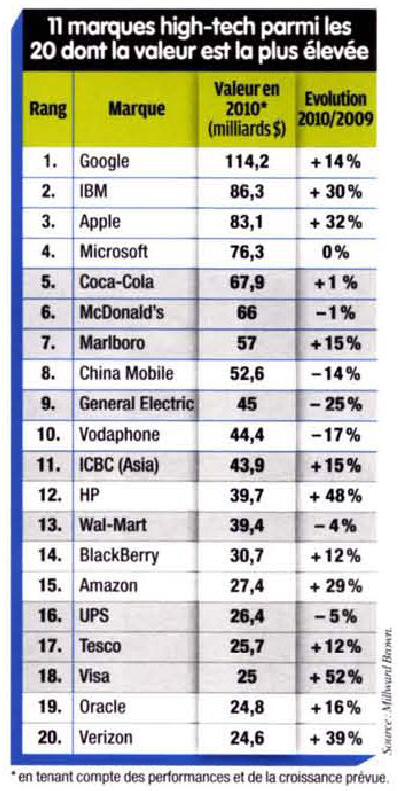 11 marques high-tech parmi les
20 dont la valeur est la plus élevée
Rang Marque Valeur en 2010* (milliards $) Evolution 2010/2009
1. Google 114,2 + 14 %
2. IBM 86,3 + 30 %
3. Apple 83,1 + 32 %
4. Microsoft 76,3 0 %
5. Coca-Cola 67,9 + 1 %
6. McDonald's 66 – 1 %
7. Marlboro 57 + 15 %
8. China Mobile 52,6 – 14 %
9. General Electric 45 – 25 %
10. Vodaphone 44,4 – 17 %
11. ICBC (Asia) 43,9 + 15 %
12. HP 39,7 + 48 %
13. Wal-Mart 39,4 – 4 %
14. BlackBerry 30,7 + 12 %
15. Amazon 27,4 + 29 %
16. UPS 26,4 – 5 %
17. Tesco 25,7 + 12 %
18. Visa 25 + 52 %
19. Oracle 24,8 + 16 %
20. Verizon 24,6 + 39 %
Source : Millward Brown.
* en tenant compte des performances et de la croissance prévue.